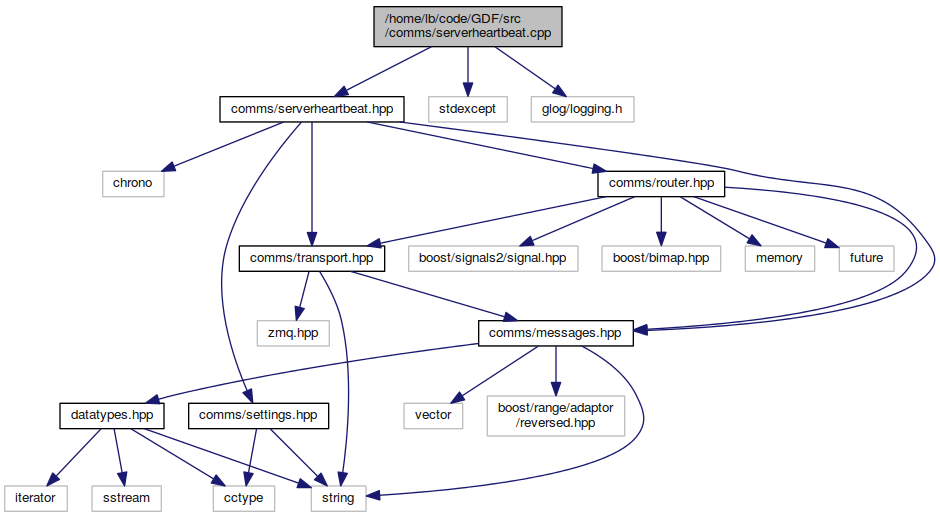 /home/lb/code/GDF/src
/comms/serverheartbeat.cpp
comms/serverheartbeat.hpp
stdexcept
glog/logging.h
chrono
comms/router.hpp
comms/transport.hpp
boost/signals2/signal.hpp
boost/bimap.hpp
memory
future
zmq.hpp
comms/messages.hpp
datatypes.hpp
comms/settings.hpp
vector
boost/range/adaptor
/reversed.hpp
iterator
sstream
cctype
string